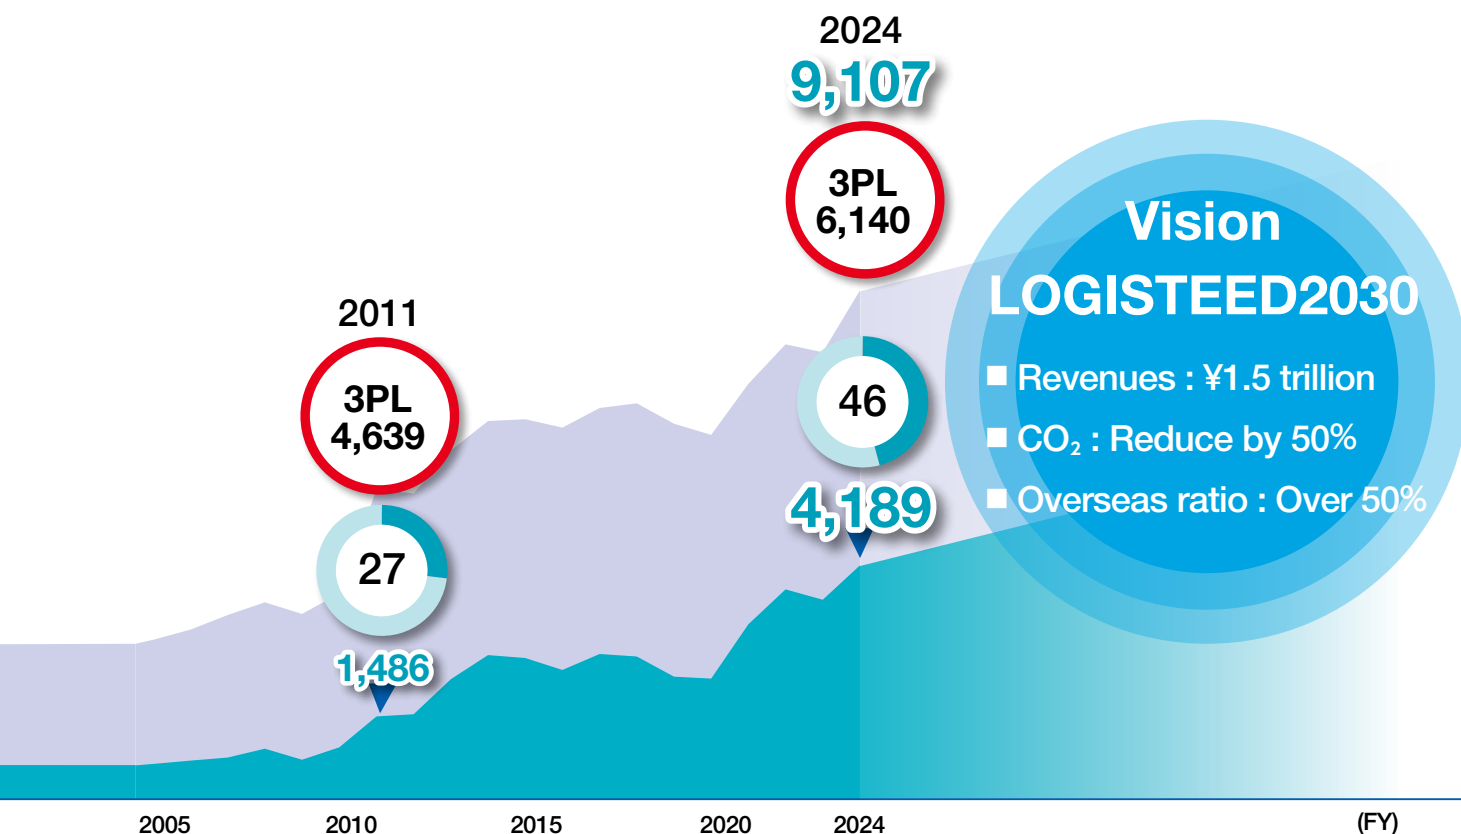 2024
9,107
3PL
6,140
46
4,189
2011
3PL
4,639
27
1,486
Vision
LOGISTEED2030
■ Revenues : ¥1.5 trillion
■ CO₂ : Reduce by 50%
■ Overseas ratio : Over 50%
2005 2010 2015 2020 2024 (FY)